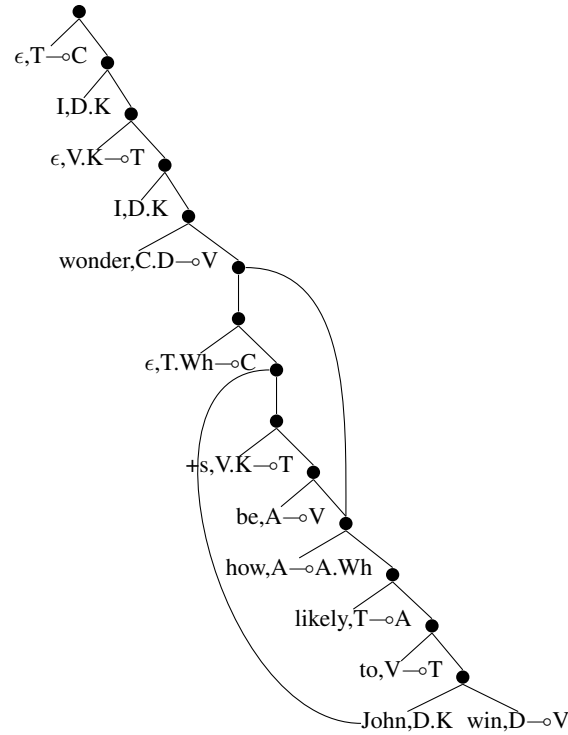 ϵ,T⊸C
I,D.K
ϵ,V.K⊸T
I,D.K
wonder,C.D⊸V
ϵ,T.Wh⊸C
+s,V.K⊸T
be,A⊸V
how,A⊸A.Wh
likely,T⊸A
to,V⊸T
John,D.K win,D⊸V